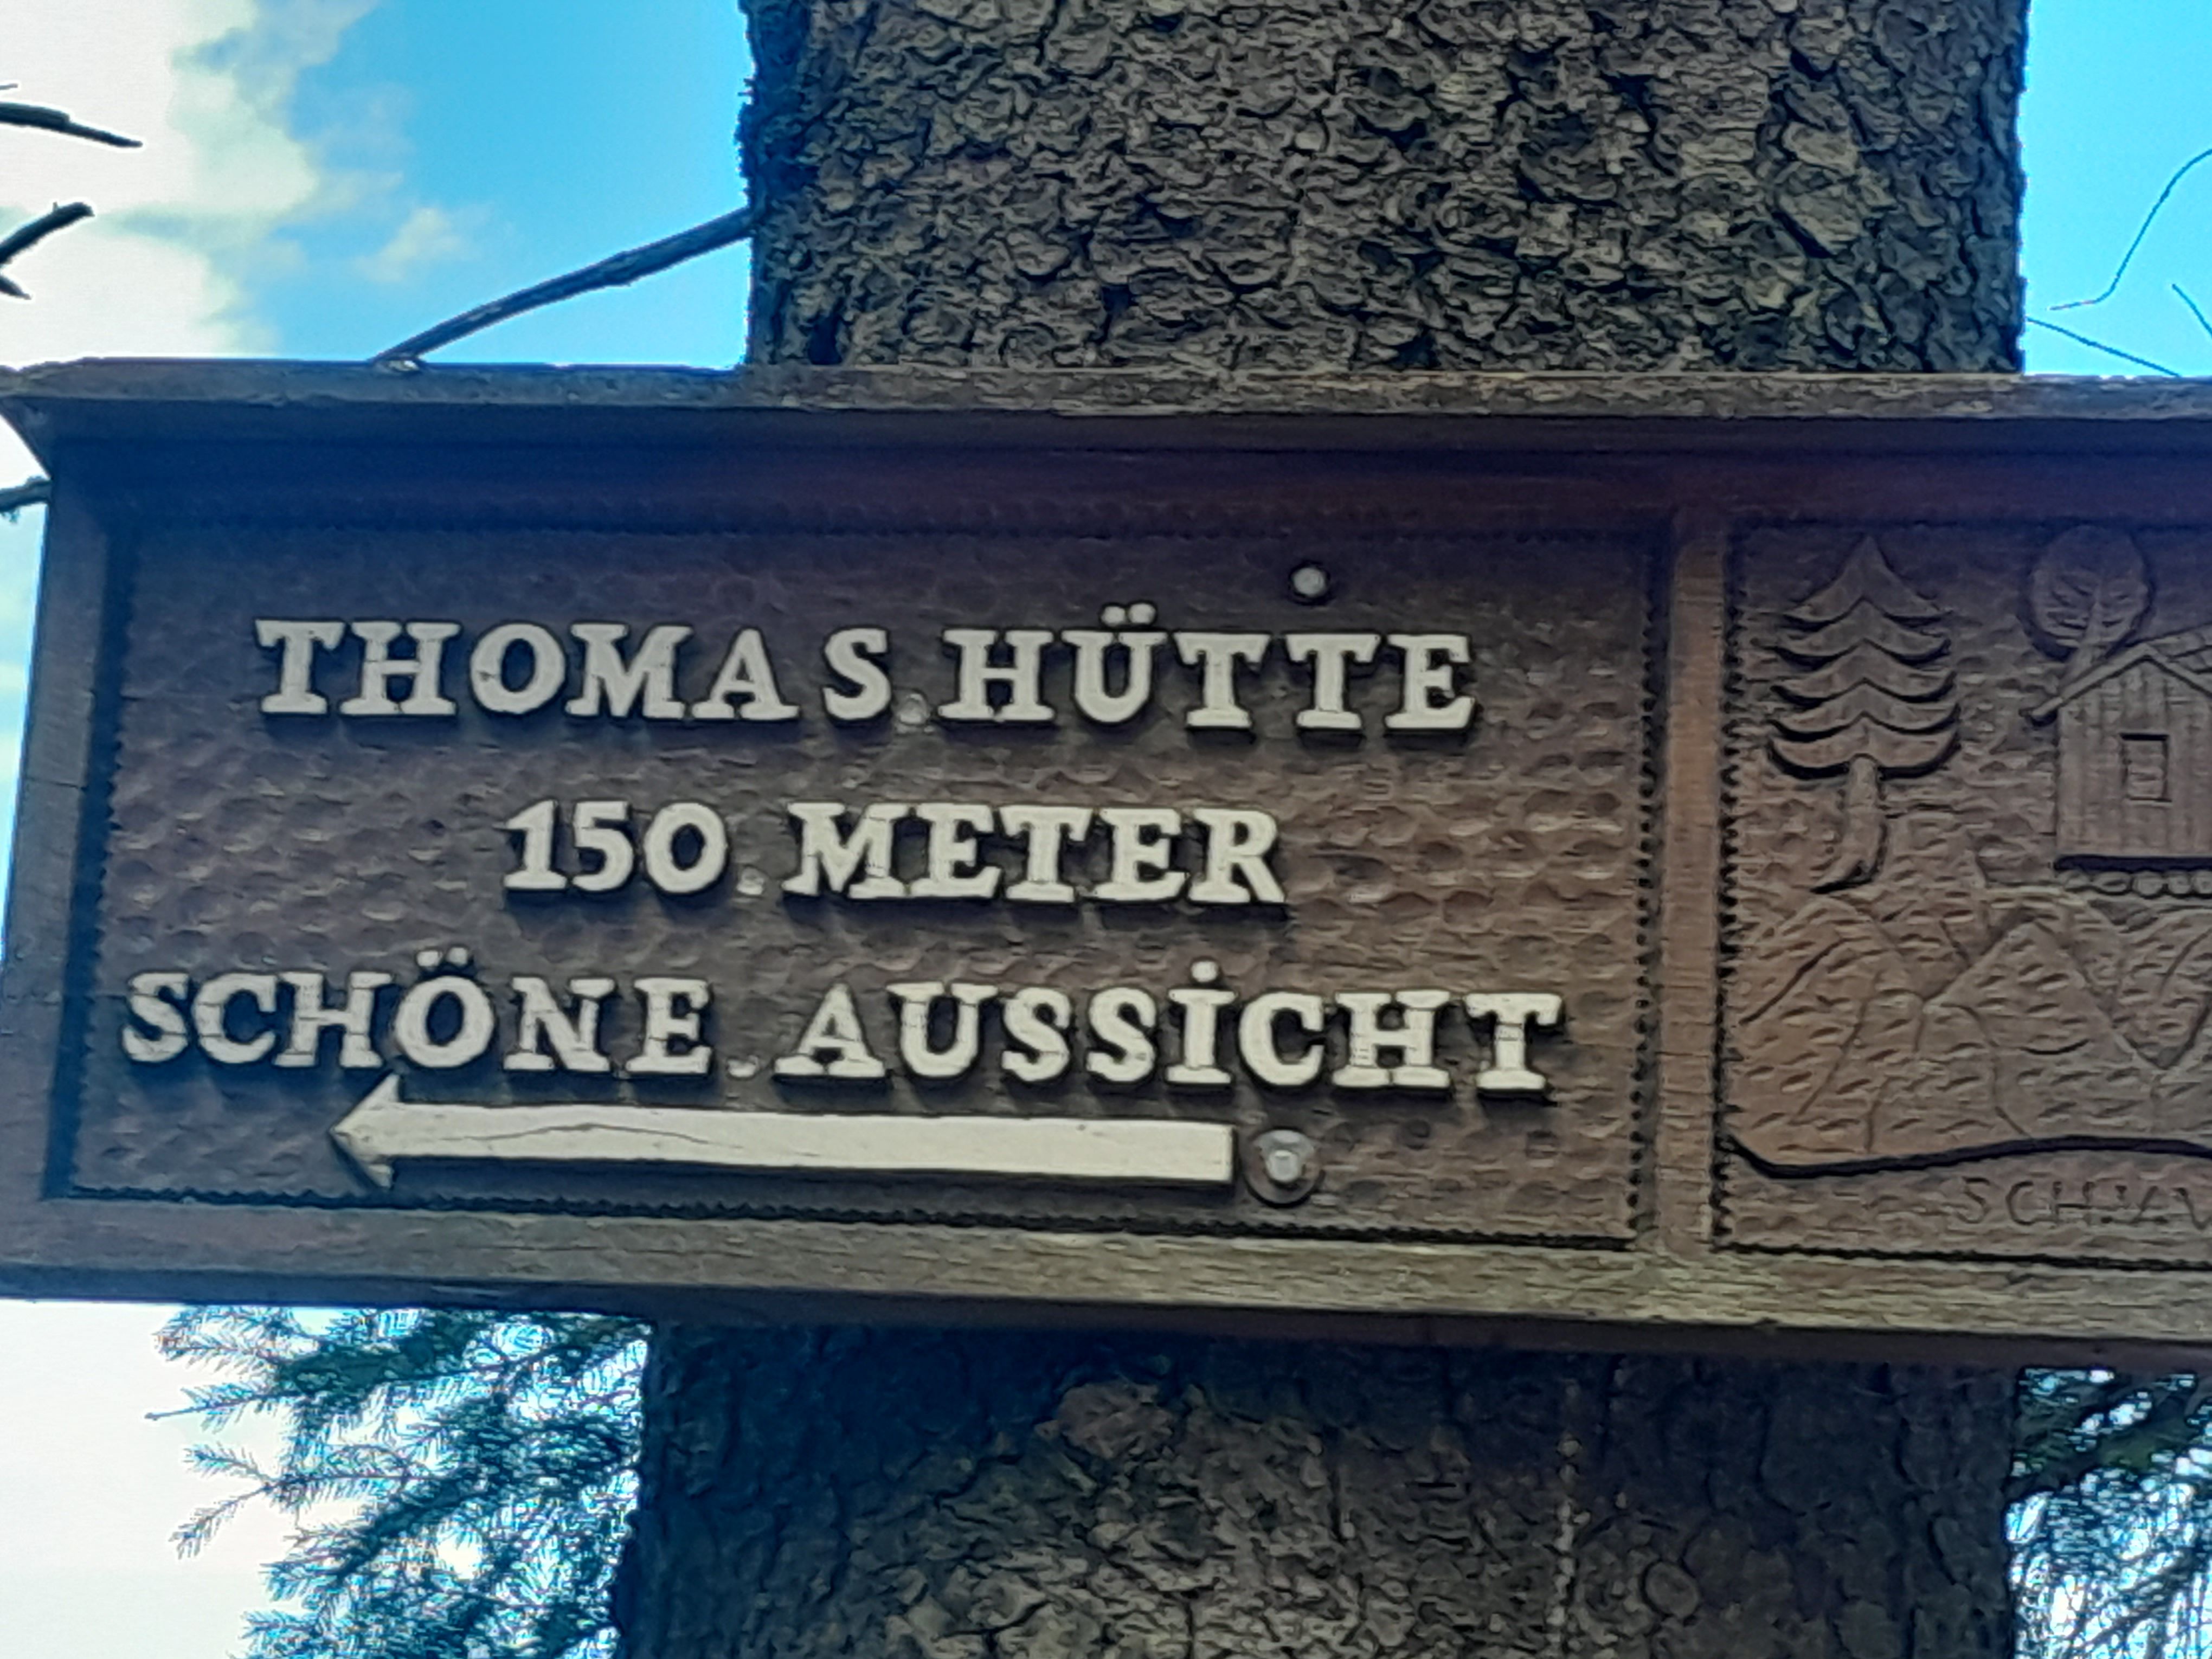 THOMAS HÜTTE
150 METER
SCHÖNE AUSSICHT